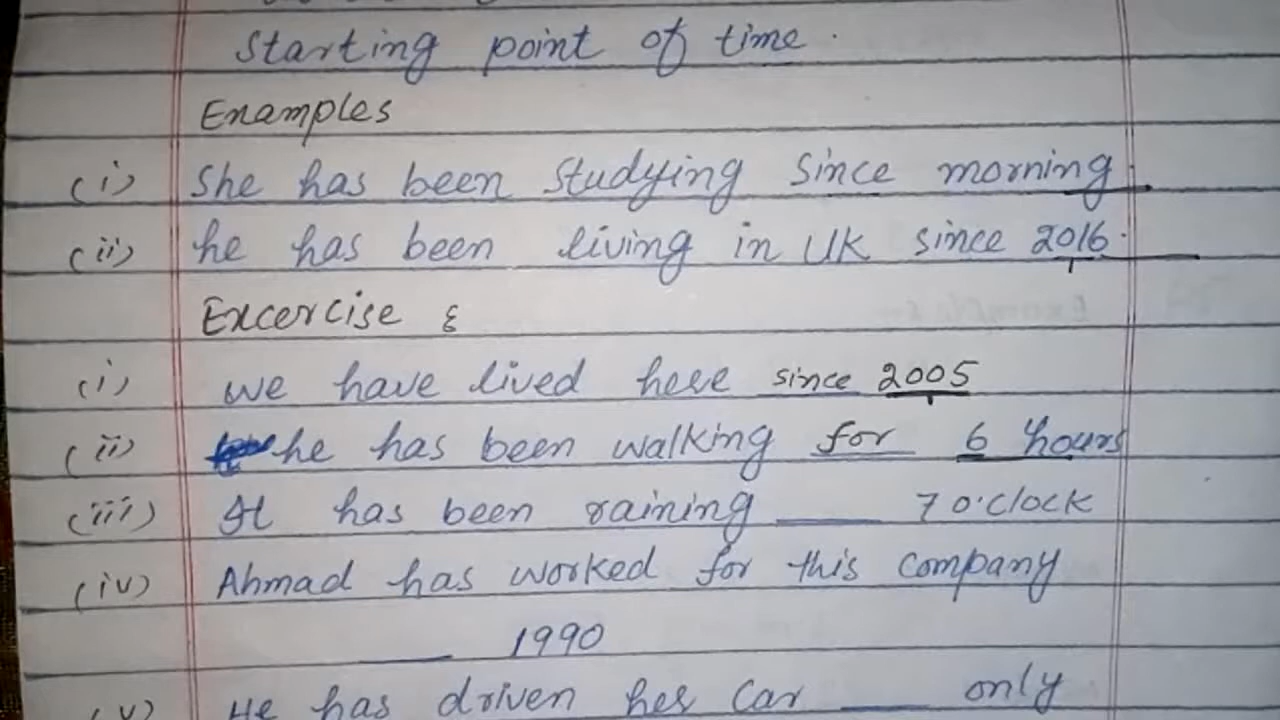 Starting point of time.
Examples
(i) She has been Studying Since morning.
(ii) he has been living in UK since 2016.
Excercise :
(i) we have lived here since 2005
(ii) he has been walking for 6 hours
(iii) It has been raining ____ 7 o'clock
(iv) Ahmad has worked for this company
____ 1990
(v) He has driven her car ____ only